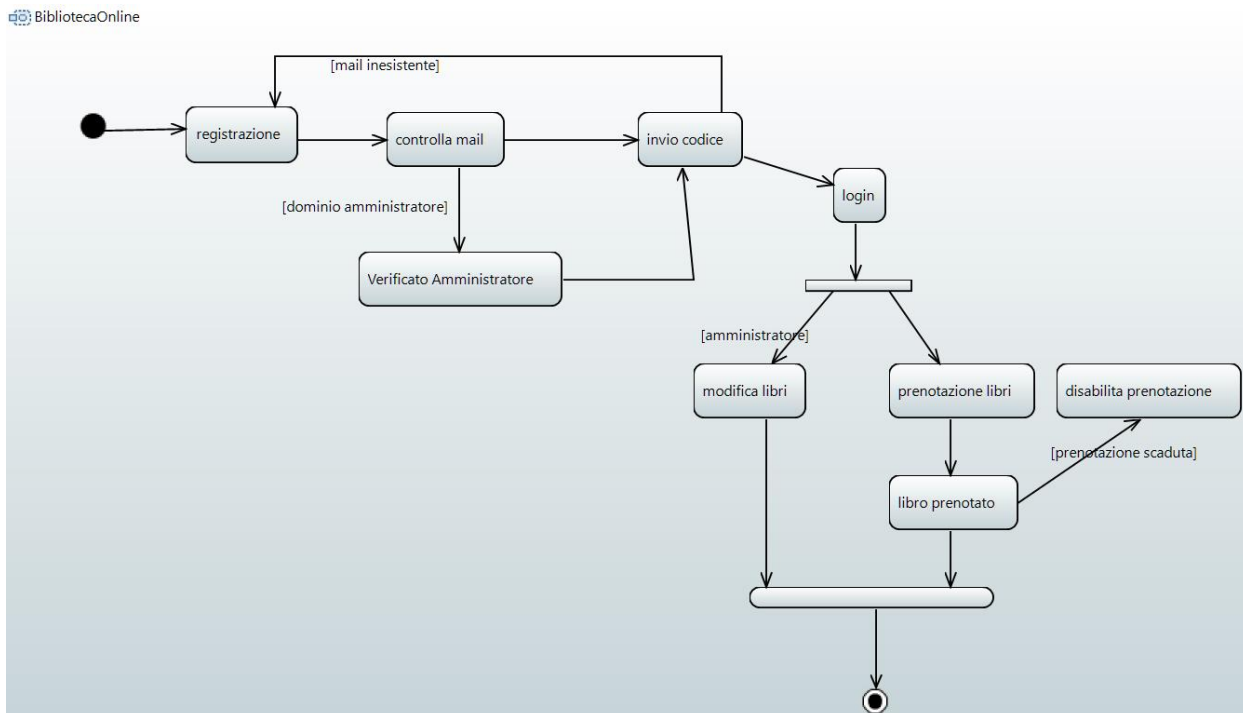 BibliotecaOnline
[mail inesistente]
registrazione
controlla mail
invio codice
login
[dominio amministratore]
Verificato Amministratore
[amministratore]
modifica libri
prenotazione libri
disabilita prenotazione
[prenotazione scaduta]
libro prenotato